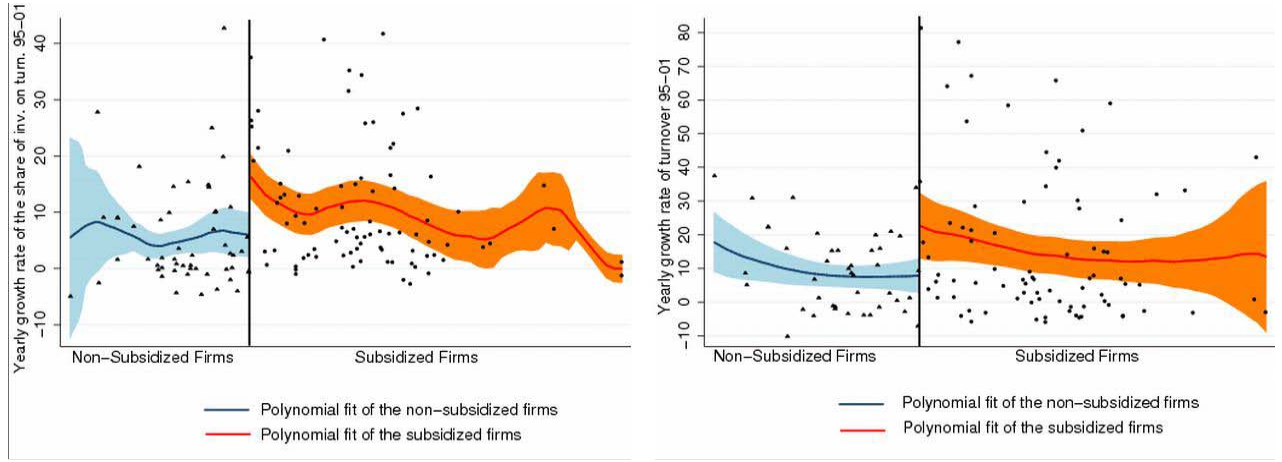 Yearly growth rate of the share of inv. on turn. 95−01
40
30
20
10
0
−10
Non−Subsidized Firms
Subsidized Firms
Polynomial fit of the non−subsidized firms
Polynomial fit of the subsidized firms
Yearly growth rate of turnover 95−01
80
70
60
50
40
30
20
10
0
−10
Non−Subsidized Firms
Subsidized Firms
Polynomial fit of the non−subsidized firms
Polynomial fit of the subsidized firms